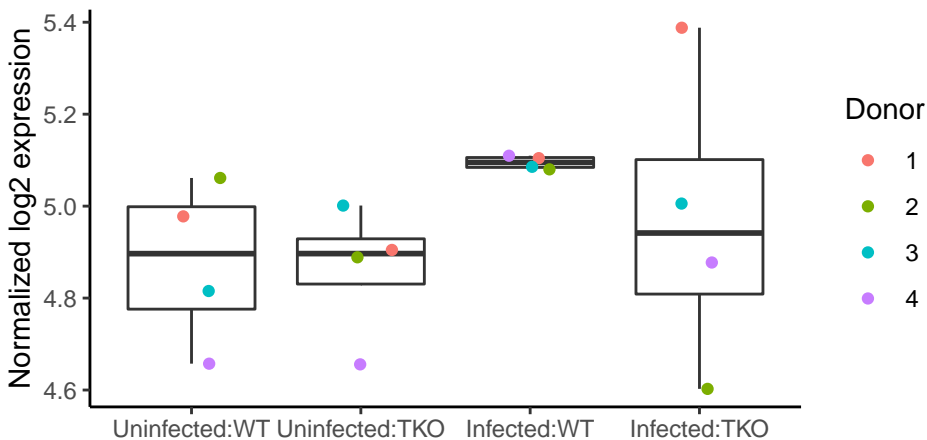 Normalized log2 expression
5.4
5.2
5.0
4.8
4.6
Uninfected:WT
Uninfected:TKO
Infected:WT
Infected:TKO
Donor
1
2
3
4